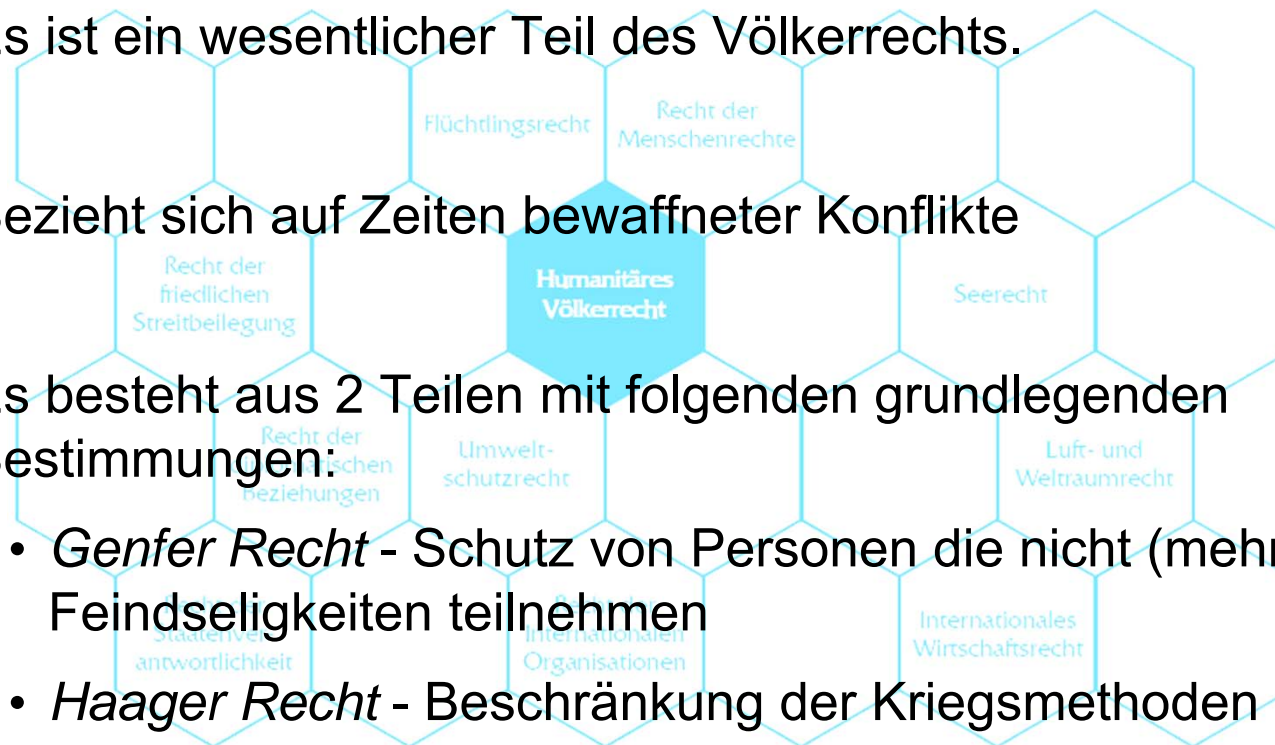 s ist ein wesentlicher Teil des Völkerrechts.
Flüchtlingsrecht
Recht der
Menschenrechte
ezieht sich auf Zeiten bewaffneter Konflikte
Recht der
friedlichen
Streitbeilegung
Humanitäres
Völkerrecht
Seerecht
s besteht aus 2 Teilen mit folgenden grundlegenden
Bestimmungen:
Recht der
Beziehungen
Umwelt-
schutzrecht
Luft- und
Weltraumrecht
• Genfer Recht - Schutz von Personen die nicht (mehr
Feindseligkeiten teilnehmen
antwortlichkeit
Internationalen
Organisationen
Internationales
Wirtschaftsrecht
• Haager Recht - Beschränkung der Kriegsmethoden